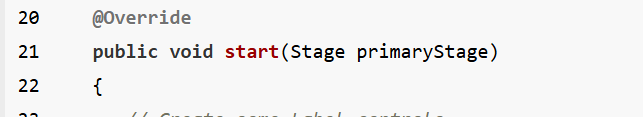 20 @Override
21 public void start(Stage primaryStage)
22 {